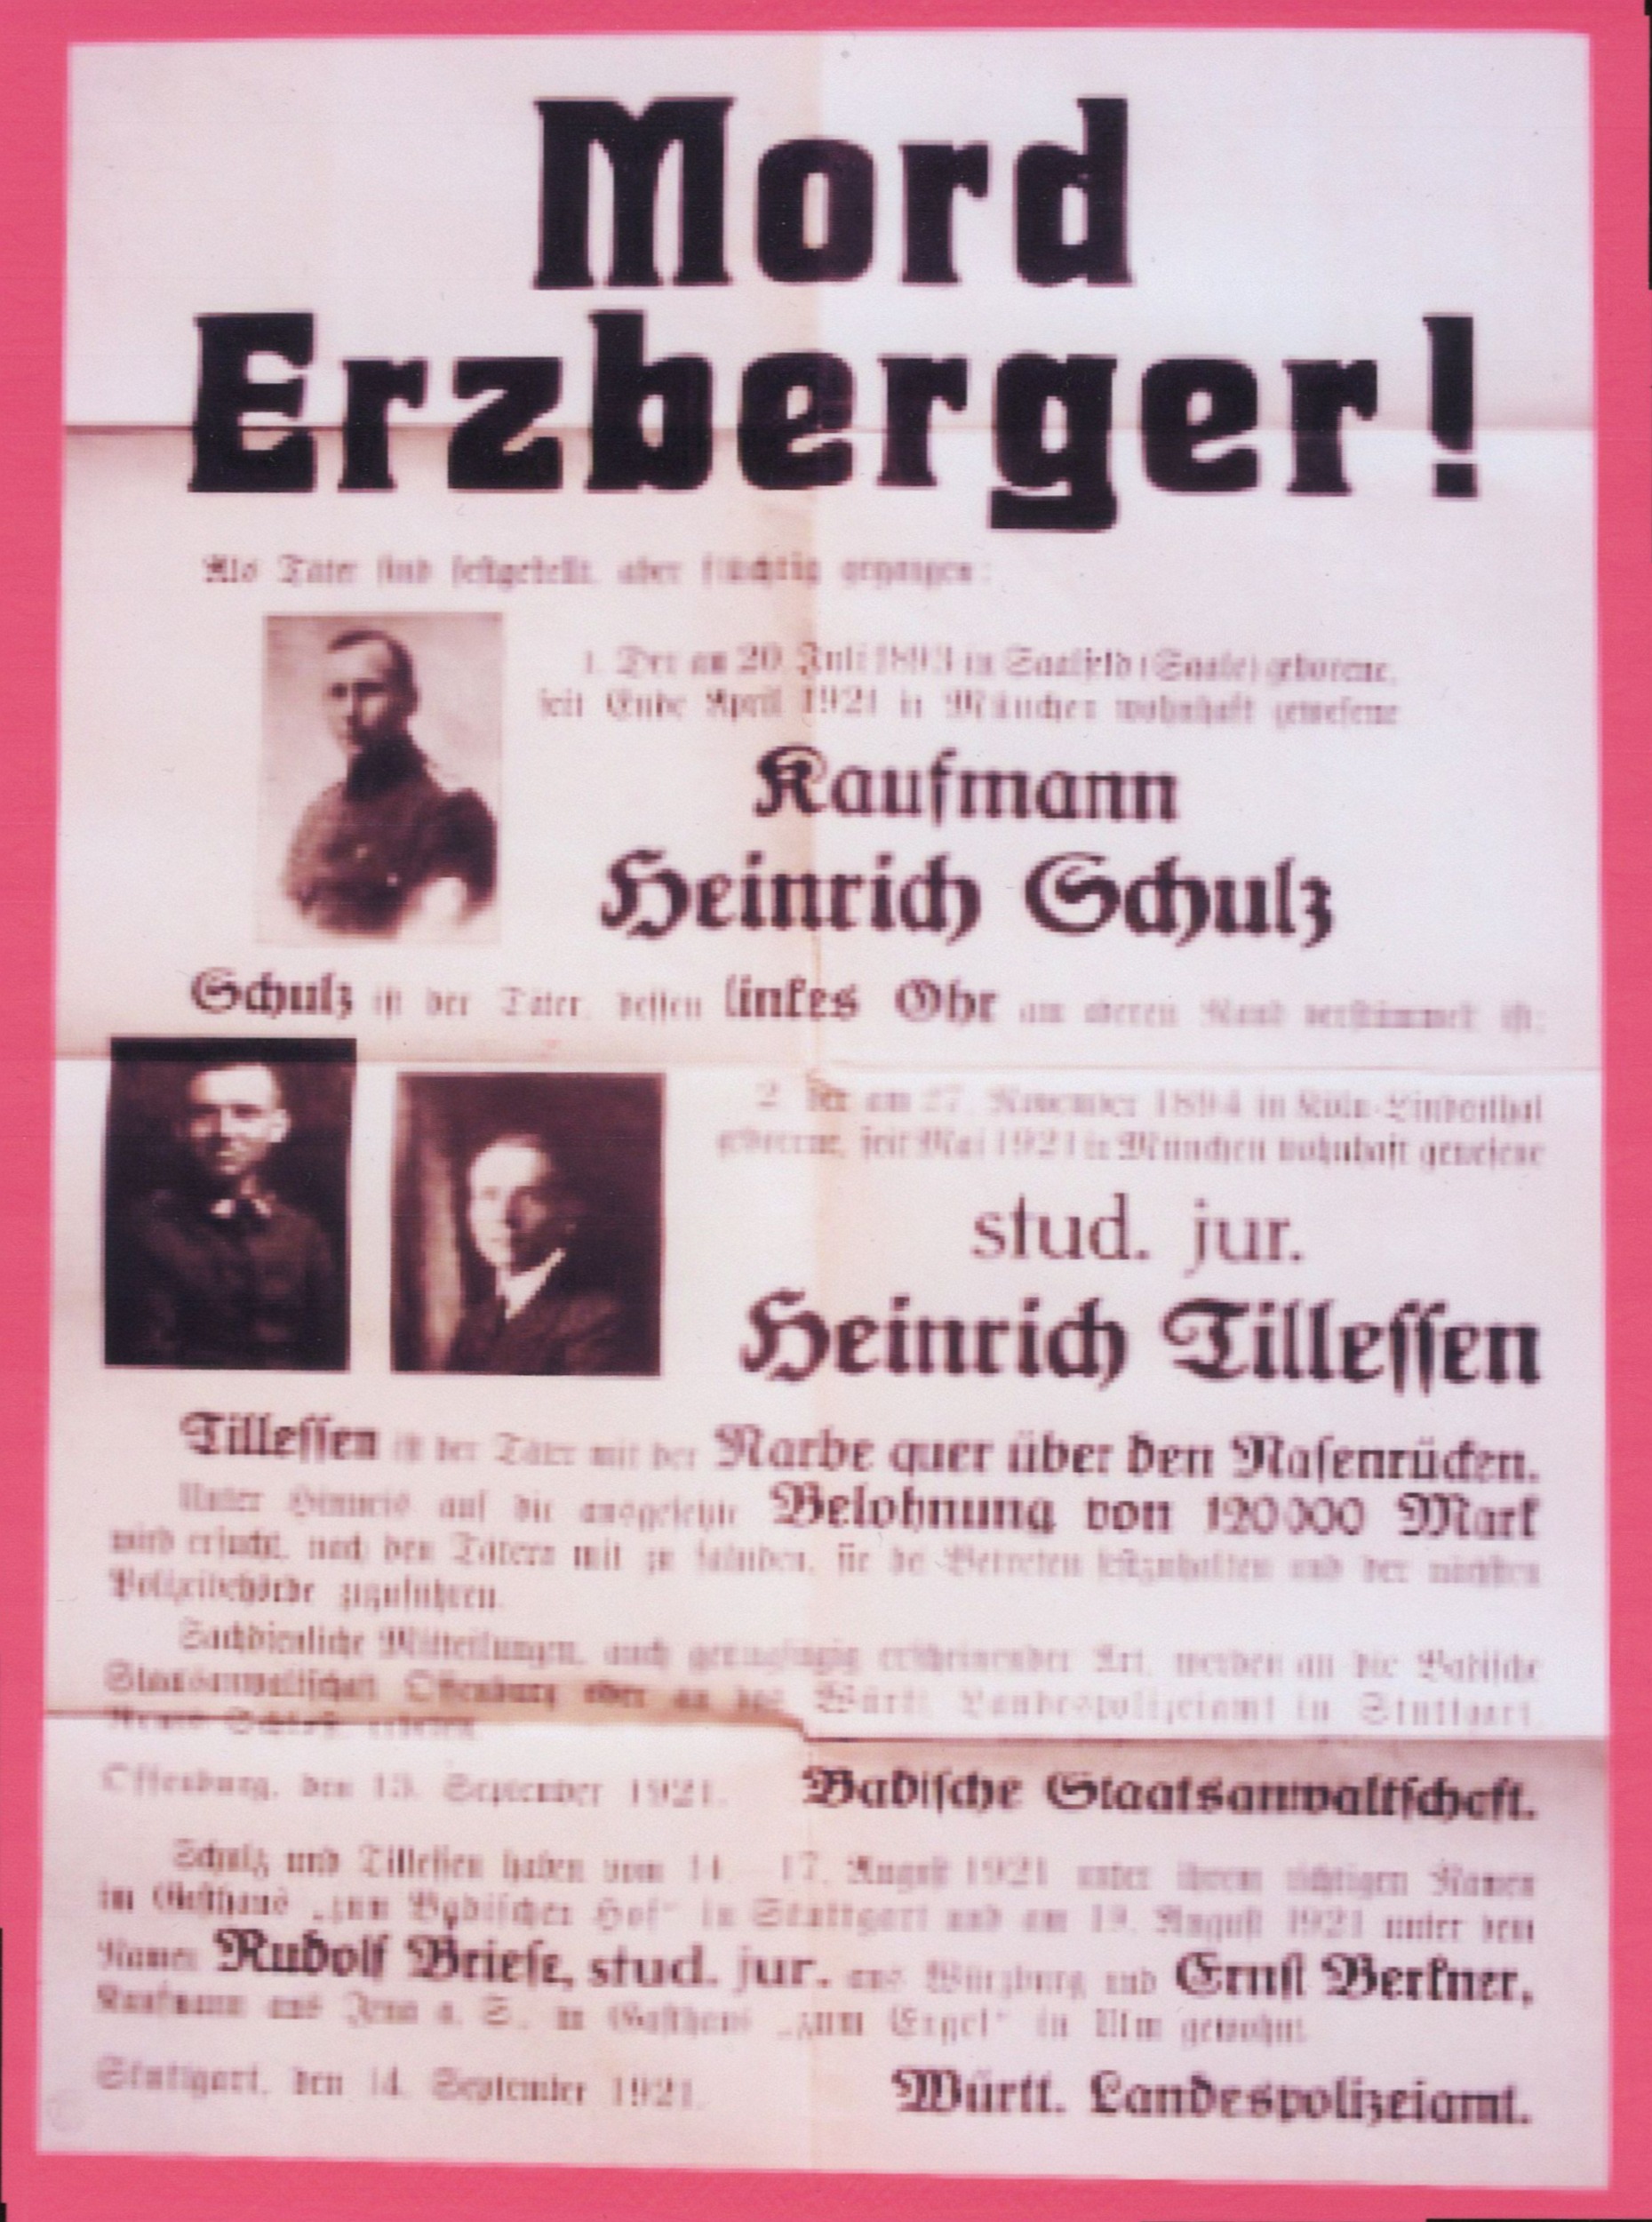 Mord
Erzberger!
Als Täter sind festgestellt, aber flüchtig gegangen:
1. Der am 20. Juli 1893 in Saalfeld (Saale) geborene,
seit Ende April 1921 in München wohnhaft gewesene
Kaufmann
Heinrich Schulz
Schulz ist der Täter, dessen linkes Ohr am oberen Rand verstümmelt ist;
2. der am 27. November 1894 in Köln-Lindenthal
geborene, seit Mai 1921 in München wohnhaft gewesene
stud. jur.
Heinrich Tillessen
Tillessen ist der Täter mit der Narbe quer über den Nasenrücken.
Unter Hinweis auf die ausgesetzte Belohnung von 120000 Mark
wird ersucht, nach den Tätern mit zu fahnden, sie bei Betreten festzuhalten und der nächsten
Polizeibehörde zuzuführen.
Sachdienliche Mitteilungen, auch geringfügig erscheinender Art, werden an die Badische
Staatsanwaltschaft Offenburg oder an das Württ. Landespolizeiamt in Stuttgart,
Neues Schloß, erbeten.
Offenburg, den 13. September 1921. Badische Staatsanwaltschaft.
Schulz und Tillessen haben vom 14.–17. August 1921 unter ihrem richtigen Namen
im Gasthaus „zum Badischen Hof“ in Stuttgart und am 19. August 1921 unter dem
Namen Rudolf Briese, stud. jur. aus Würzburg und Ernst Berkner,
Kaufmann aus Jena a. S., im Gasthaus „zum Engel“ in Ulm gewohnt.
Stuttgart, den 14. September 1921. Württ. Landespolizeiamt.